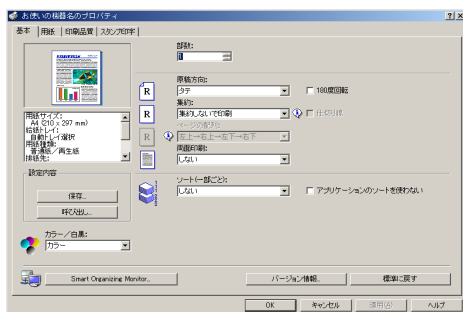 お使いの機器名のプロパティ
基本 用紙 印刷品質 スタンプ印字
部数:
1
原稿方向:
タテ
180度回転
集約:
集約しないで印刷
仕切り線
ページの配列:
左上→右上→左下→右下
両面印刷:
しない
用紙サイズ:
A4 (210 x 297 mm)
給紙トレイ:
自動トレイ選択
用紙種類:
普通紙/再生紙
排紙先:
設定内容
保存...
呼び出し...
ソート(一部ごと):
しない
アプリケーションのソートを使わない
カラー/白黒:
カラー
Smart Organizing Monitor...
バージョン情報...
標準に戻す
OK
キャンセル
適用(A)
ヘルプ